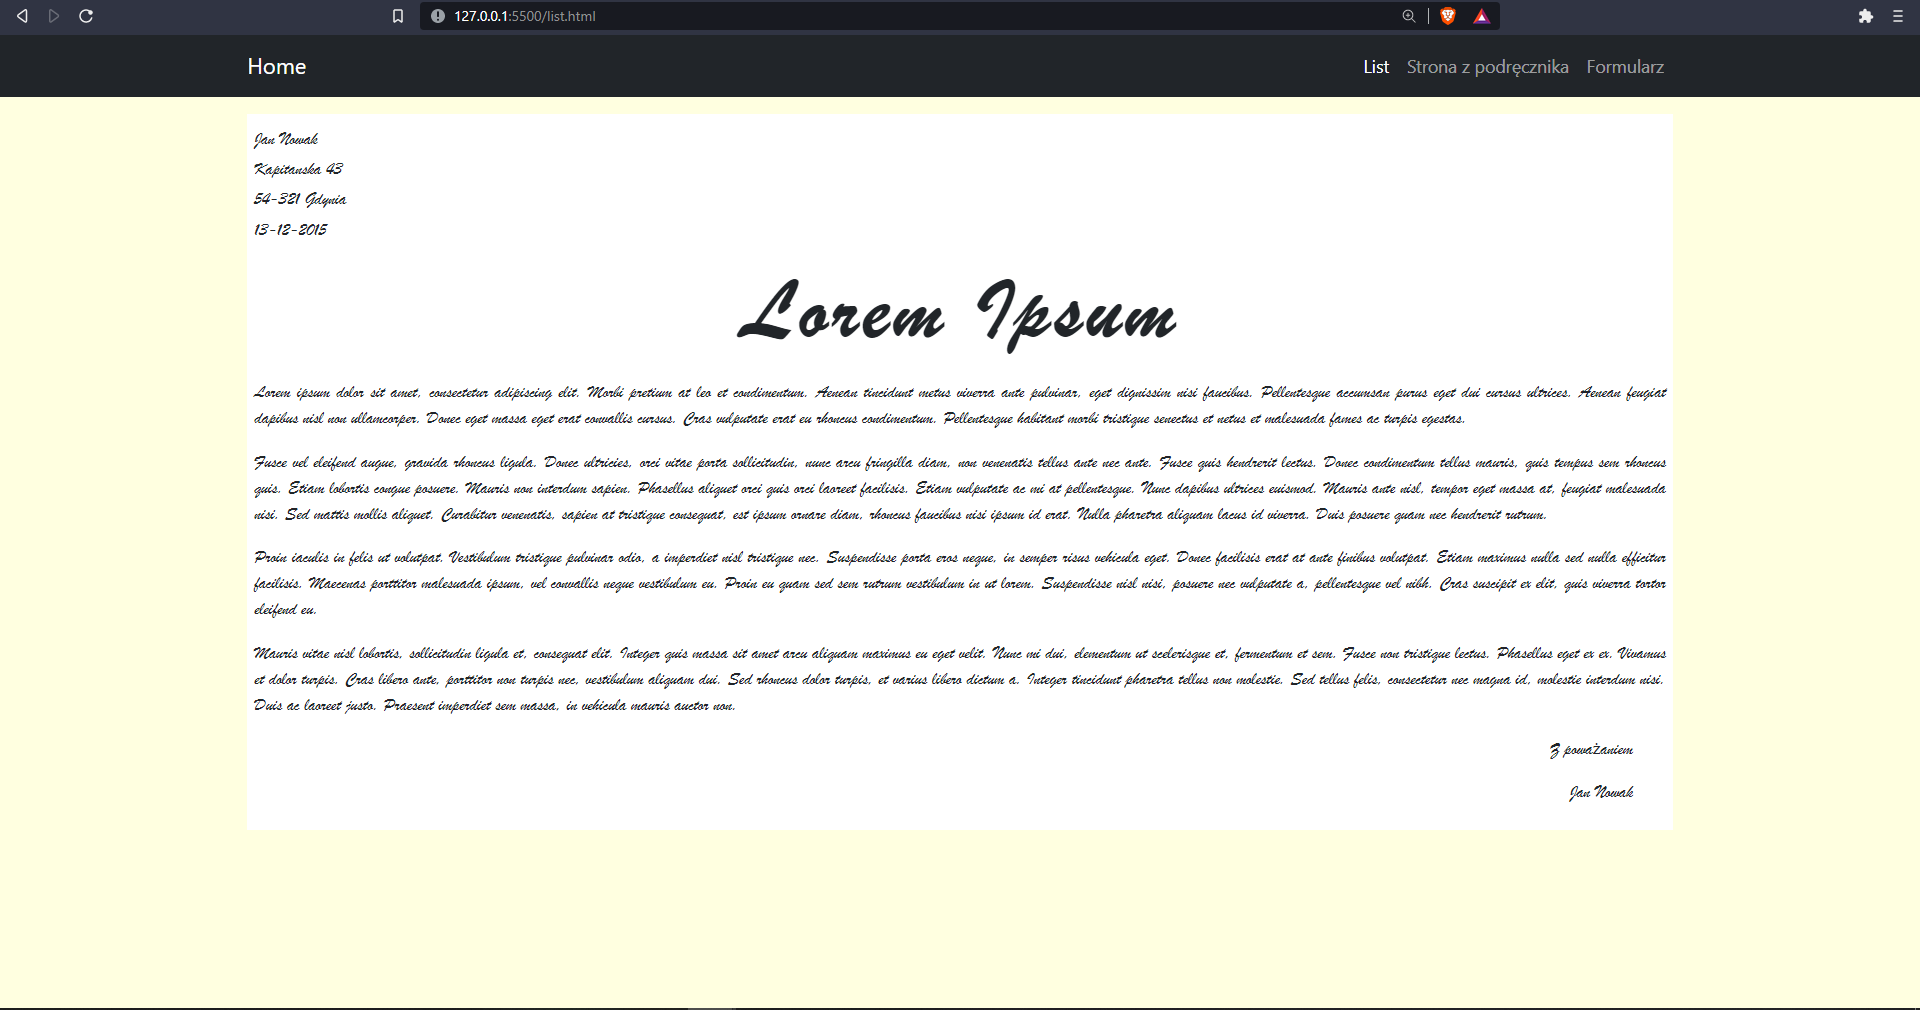 127.0.0.1:5500/list.html
Home
List
Strona z podręcznika
Formularz
Jan Nowak
Kapitanska 43
54-321 Gdynia
13-12-2015
Lorem Ipsum
Lorem ipsum dolor sit amet, consectetur adipiscing elit. Morbi pretium at leo et condimentum. Aenean tincidunt metus viverra ante pulvinar, eget dignissim nisi faucibus. Pellentesque accumsan purus eget dui cursus ultrices. Aenean feugiat
dapibus nisl non ullamcorper. Donec eget massa eget erat convallis cursus. Cras vulputate erat eu rhoncus condimentum. Pellentesque habitant morbi tristique senectus et netus et malesuada fames ac turpis egestas.
Fusce vel eleifend augue, gravida rhoncus ligula. Donec ultricies, orci vitae porta sollicitudin, nunc arcu fringilla diam, non venenatis tellus ante nec ante. Fusce quis hendrerit lectus. Donec condimentum tellus mauris, quis tempus sem rhoncus
quis. Etiam lobortis congue posuere. Mauris non interdum sapien. Phasellus aliquet orci quis orci laoreet facilisis. Etiam vulputate ac mi at pellentesque. Nunc dapibus ultrices euismod. Mauris ante nisl, tempor eget massa at, feugiat malesuada
nisi. Sed mattis mollis aliquet. Curabitur venenatis, sapien at tristique consequat, est ipsum ornare diam, rhoncus faucibus nisi ipsum id erat. Nulla pharetra aliquam lacus id viverra. Duis posuere quam nec hendrerit rutrum.
Proin iaculis in felis ut volutpat. Vestibulum tristique pulvinar odio, a imperdiet nisl tristique nec. Suspendisse porta eros neque, in semper risus vehicula eget. Donec facilisis erat at ante finibus volutpat. Etiam maximus nulla sed nulla efficitur
facilisis. Maecenas porttitor malesuada ipsum, vel convallis neque vestibulum eu. Proin eu quam sed sem rutrum vestibulum in ut lorem. Suspendisse nisl nisi, posuere nec vulputate a, pellentesque vel nibh. Cras suscipit ex elit, quis viverra tortor
eleifend eu.
Mauris vitae nisl lobortis, sollicitudin ligula et, consequat elit. Integer quis massa sit amet arcu aliquam maximus eu eget velit. Nunc mi dui, elementum ut scelerisque et, fermentum et sem. Fusce non tristique lectus. Phasellus eget ex ex. Vivamus
et dolor turpis. Cras libero ante, porttitor non turpis nec, vestibulum aliquam dui. Sed rhoncus dolor turpis, et varius libero dictum a. Integer tincidunt pharetra tellus non molestie. Sed tellus felis, consectetur nec magna id, molestie interdum nisi.
Duis ac laoreet justo. Praesent imperdiet sem massa, in vehicula mauris auctor non.
Z poważaniem
Jan Nowak